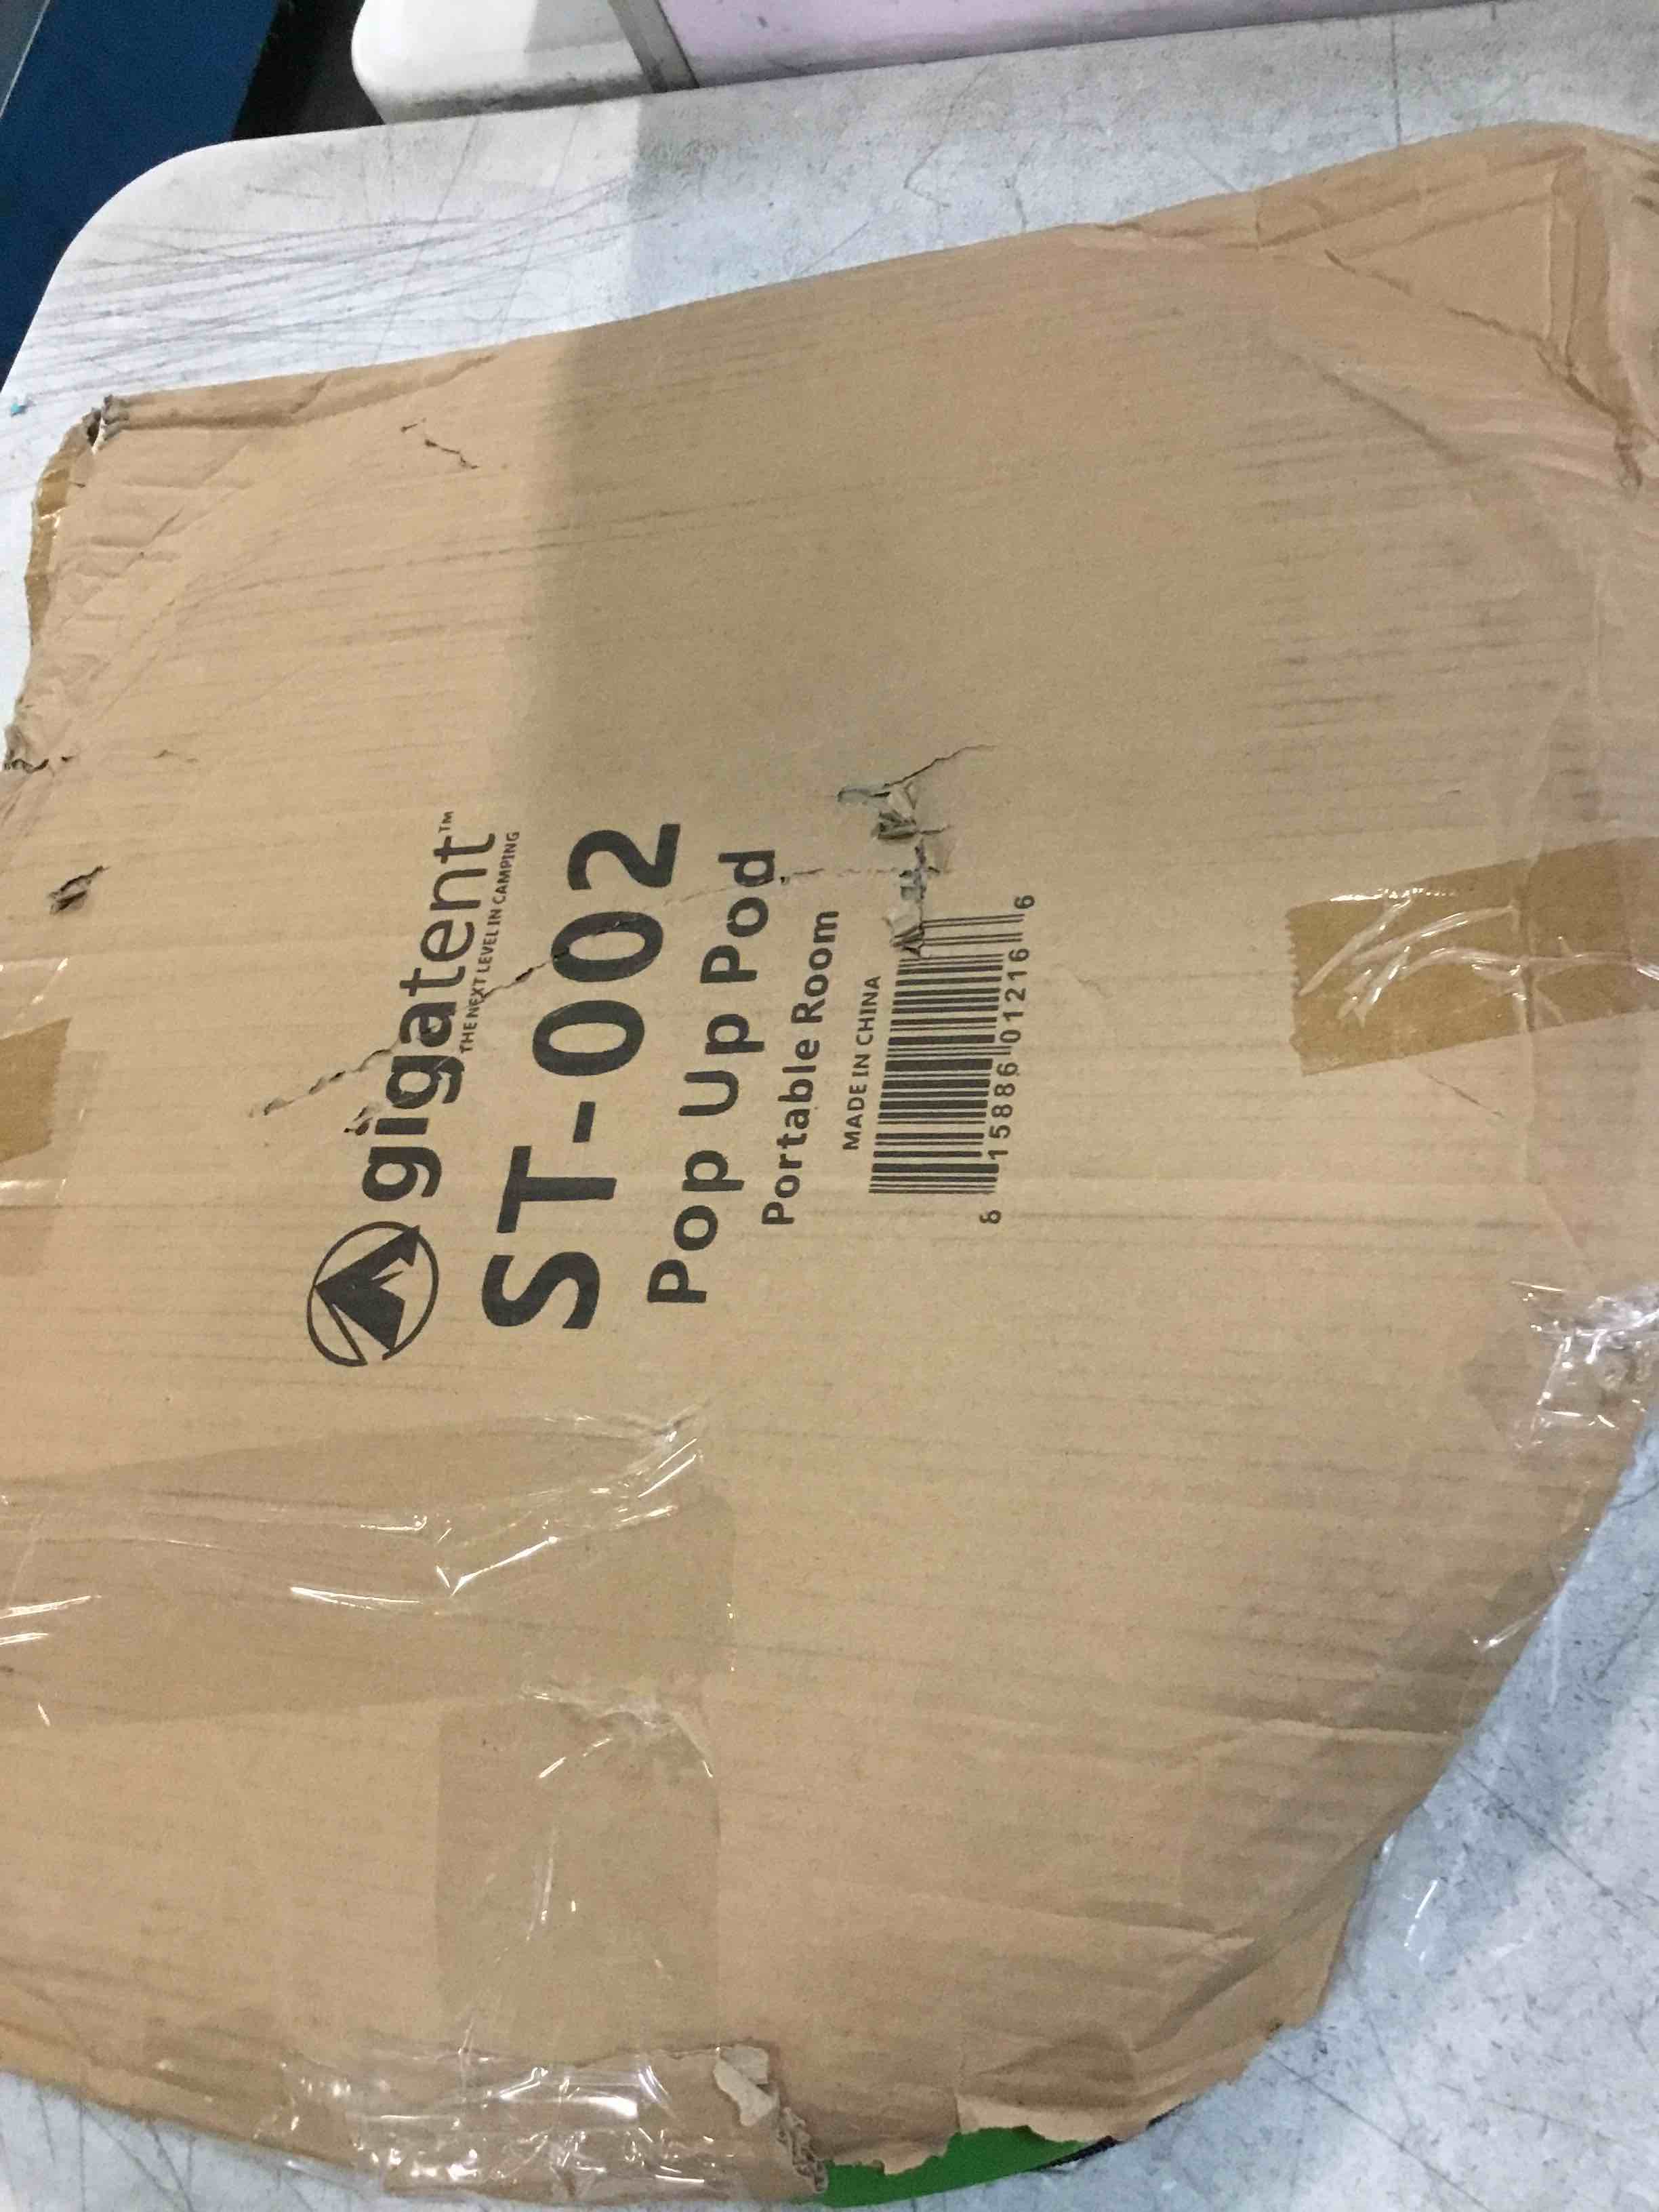 gigatent™
THE NEXT LEVEL IN CAMPING
ST-002
Pop Up Pod
Portable Room
MADE IN CHINA
8 15886 01216 6